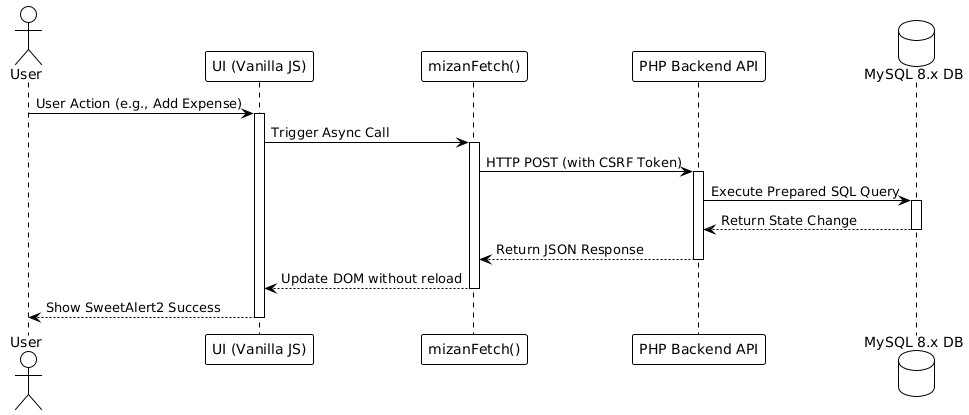 User
UI (Vanilla JS)
mizanFetch()
PHP Backend API
MySQL 8.x DB
User Action (e.g., Add Expense)
Trigger Async Call
HTTP POST (with CSRF Token)
Execute Prepared SQL Query
Return State Change
Return JSON Response
Update DOM without reload
Show SweetAlert2 Success
User
UI (Vanilla JS)
mizanFetch()
PHP Backend API
MySQL 8.x DB